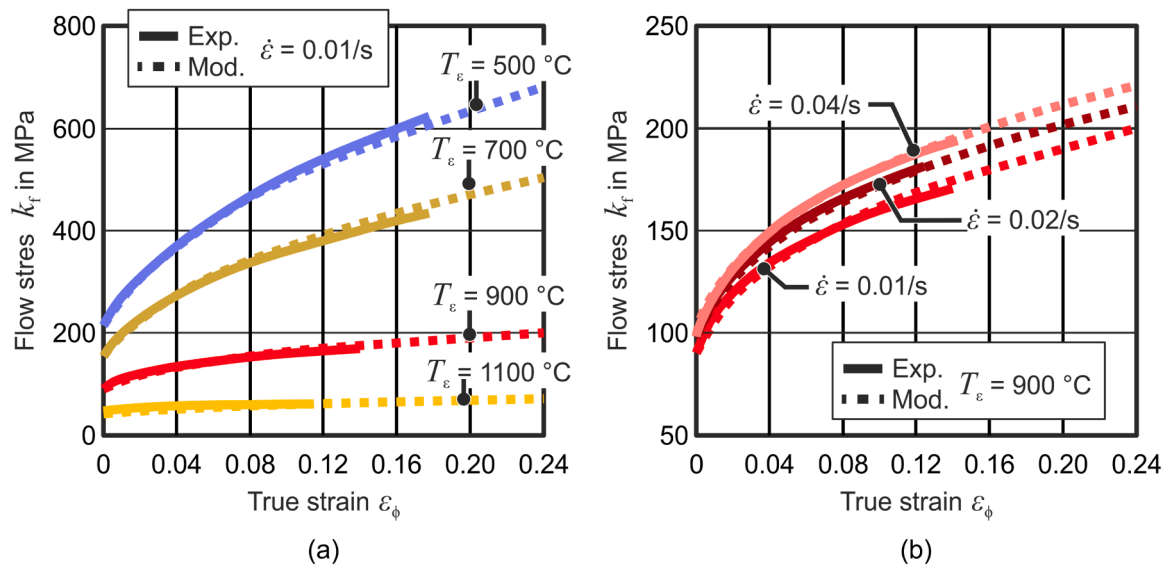 800
600
400
200
0
Flow stres k_f in MPa
Exp.
Mod.
ε̇ = 0.01/s
T_ε = 500 °C
T_ε = 700 °C
T_ε = 900 °C
T_ε = 1100 °C
0 0.04 0.08 0.12 0.16 0.20 0.24
True strain ε_ϕ
(a)
250
200
150
100
50
Flow stres k_f in MPa
ε̇ = 0.04/s
ε̇ = 0.02/s
ε̇ = 0.01/s
Exp.
Mod.
T_ε = 900 °C
0 0.04 0.08 0.12 0.16 0.20 0.24
True strain ε_ϕ
(b)